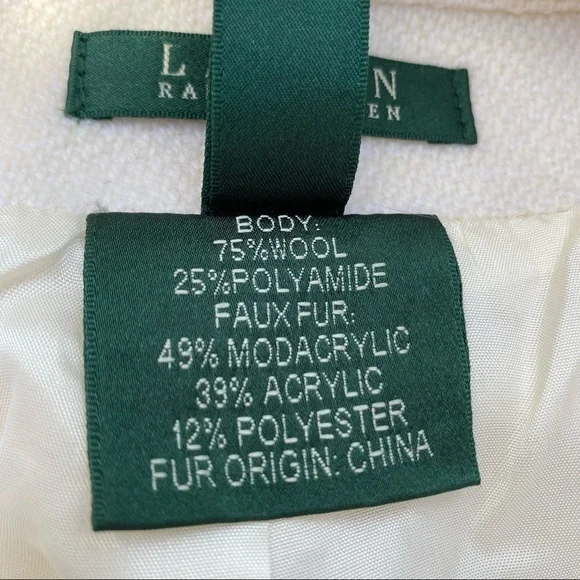 BODY:
75%WOOL
25%POLYAMIDE
FAUX FUR:
49% MODACRYLIC
39% ACRYLIC
12% POLYESTER
FUR ORIGIN: CHINA